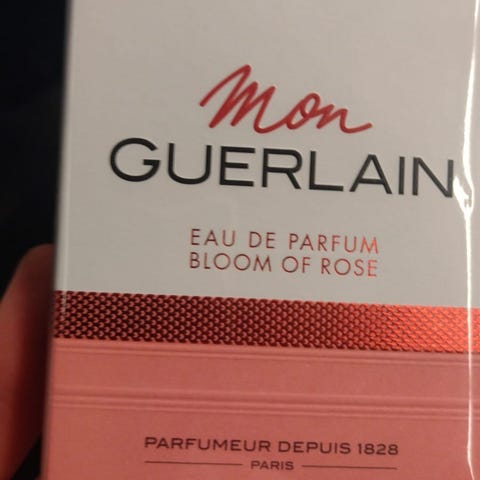 Mon
GUERLAIN
EAU DE PARFUM
BLOOM OF ROSE
PARFUMEUR DEPUIS 1828
PARIS